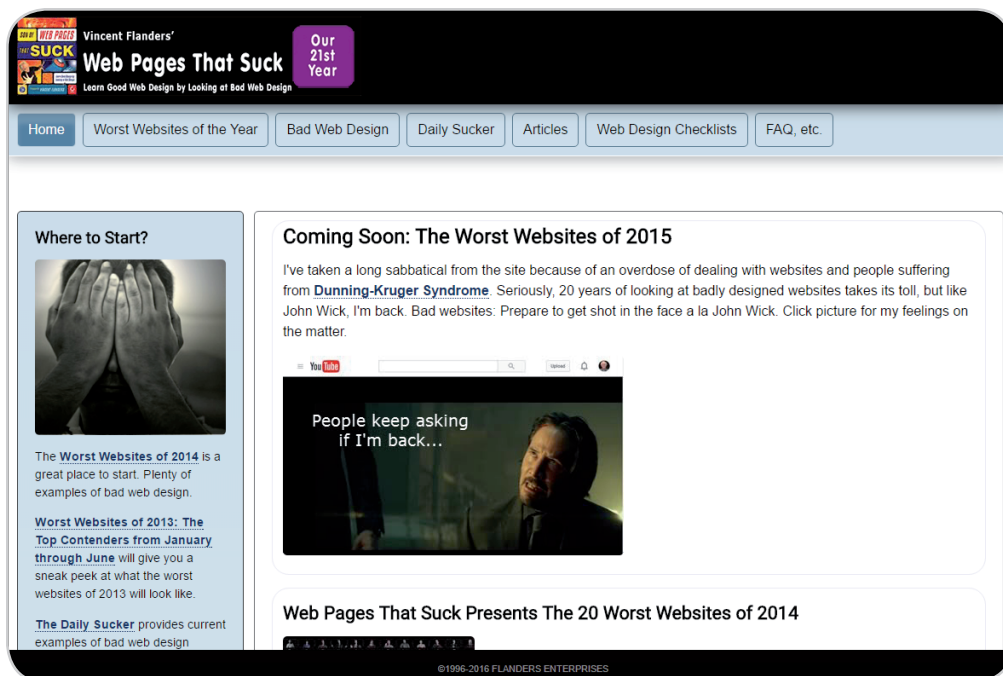 SON OF WEB PAGES
THAT SUCK
Vincent Flanders'
Web Pages That Suck
Learn Good Web Design by Looking at Bad Web Design
Our
21st
Year
Home
Worst Websites of the Year
Bad Web Design
Daily Sucker
Articles
Web Design Checklists
FAQ, etc.
Where to Start?
The Worst Websites of 2014 is a
great place to start. Plenty of
examples of bad web design.
Worst Websites of 2013: The
Top Contenders from January
through June will give you a
sneak peek at what the worst
websites of 2013 will look like.
The Daily Sucker provides current
examples of bad web design
Coming Soon: The Worst Websites of 2015
I've taken a long sabbatical from the site because of an overdose of dealing with websites and people suffering
from Dunning-Kruger Syndrome. Seriously, 20 years of looking at badly designed websites takes its toll, but like
John Wick, I'm back. Bad websites: Prepare to get shot in the face a la John Wick. Click picture for my feelings on
the matter.
YouTube
Upload
People keep asking
if I'm back...
Web Pages That Suck Presents The 20 Worst Websites of 2014
©1996-2016 FLANDERS ENTERPRISES